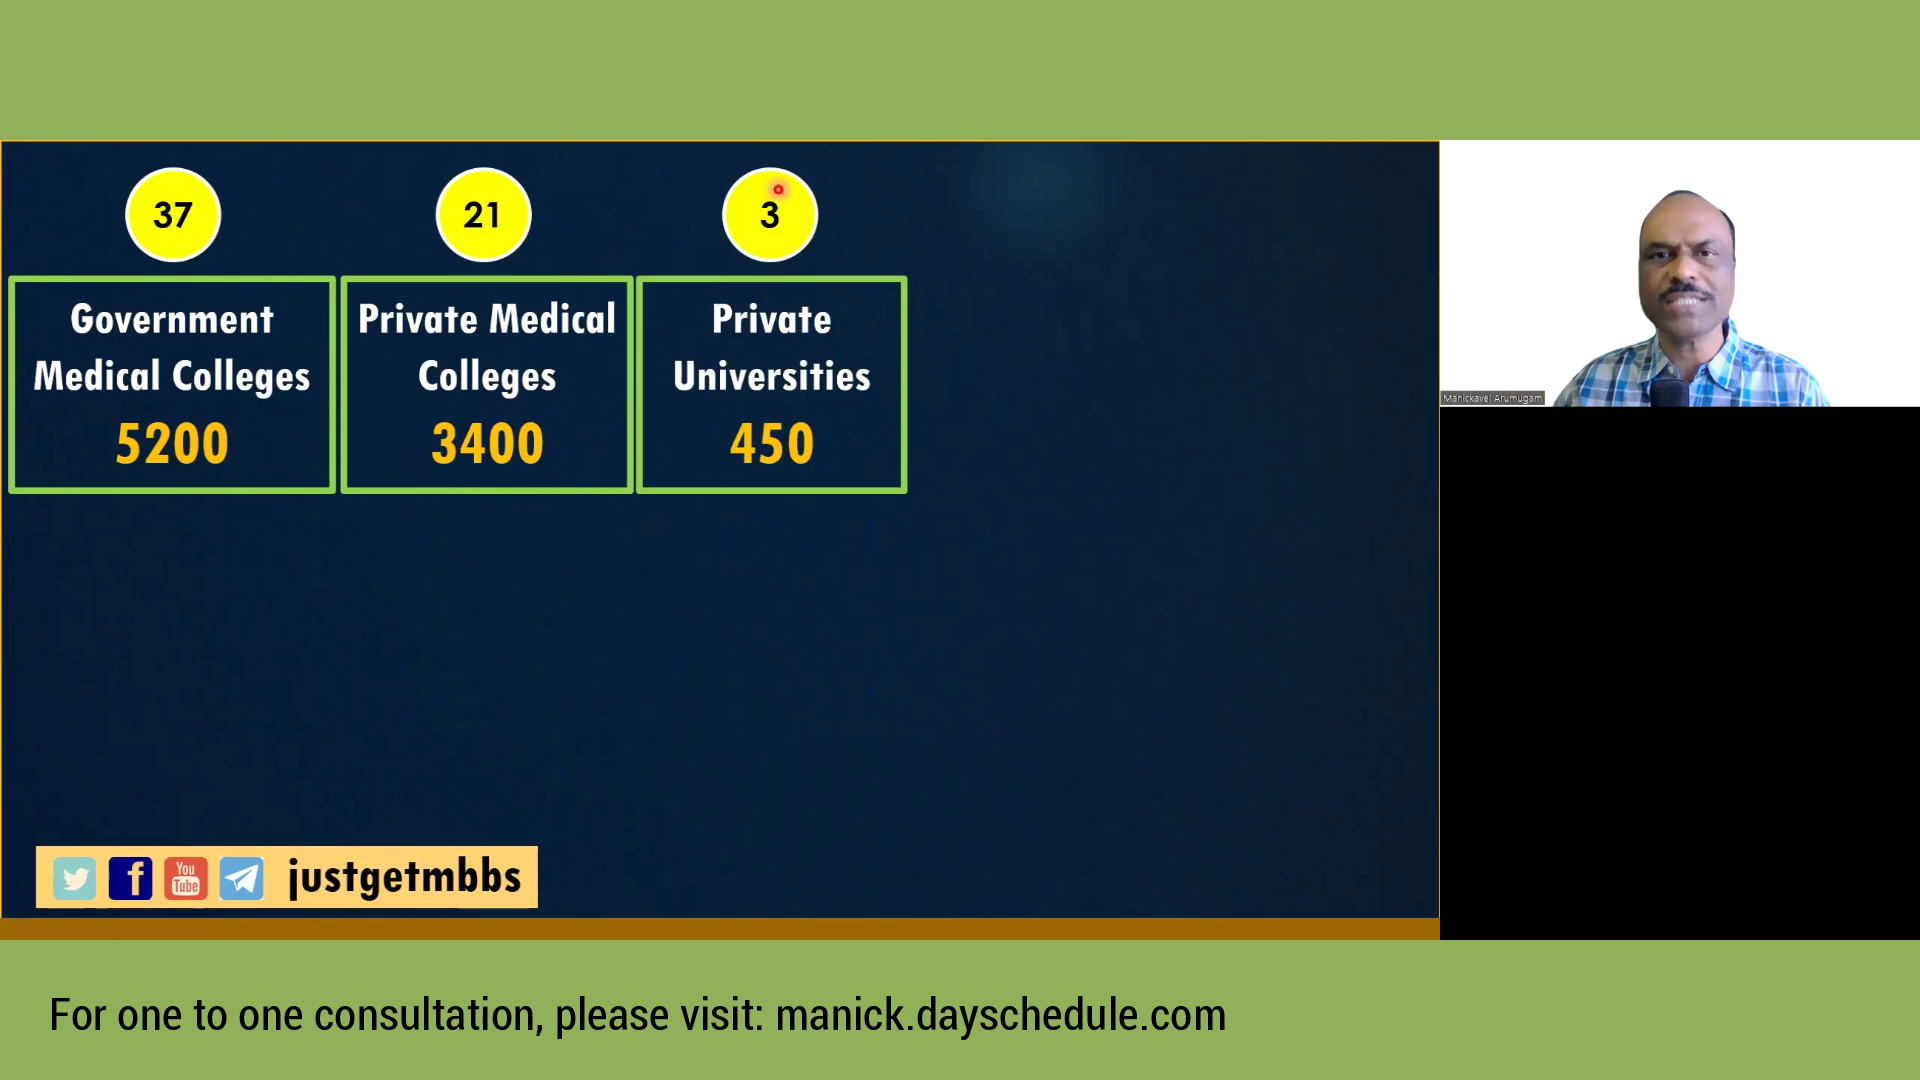 37
Government
Medical Colleges
5200
21
Private Medical
Colleges
3400
3
Private
Universities
450
Manickavel Arumugam
f
You
Tube
justgetmbbs
For one to one consultation, please visit: manick.dayschedule.com